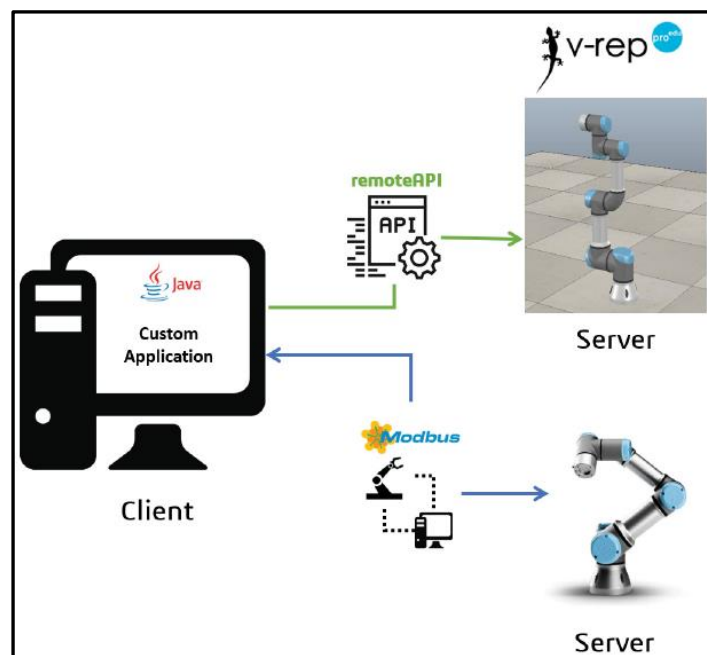 v-rep
pro edu
remoteAPI
API
Java
Custom
Application
Server
Modbus
Client
Server